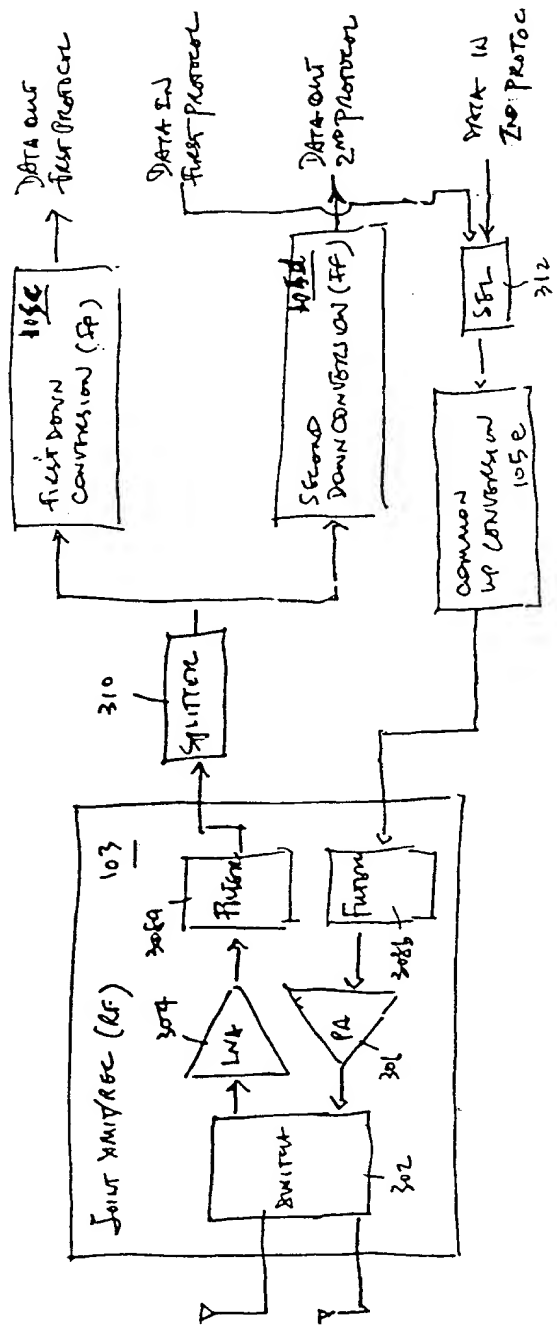 JOINT XMIT/REC (RF)
103
SWITCH
302
LNA
304
FILTER
308a
PA
306
FILTER
308b
SPLITTER
310
FIRST DOWN
CONVERSION (IF)
105c
DATA OUT
FIRST PROTOCOL
DATA IN
FIRST PROTOCOL
SECOND
DOWN CONVERSION (IF)
105d
DATA OUT
2ND PROTOCOL
COMMON
UP CONVERSION
105e
SEL
312
DATA IN
2ND PROTOC